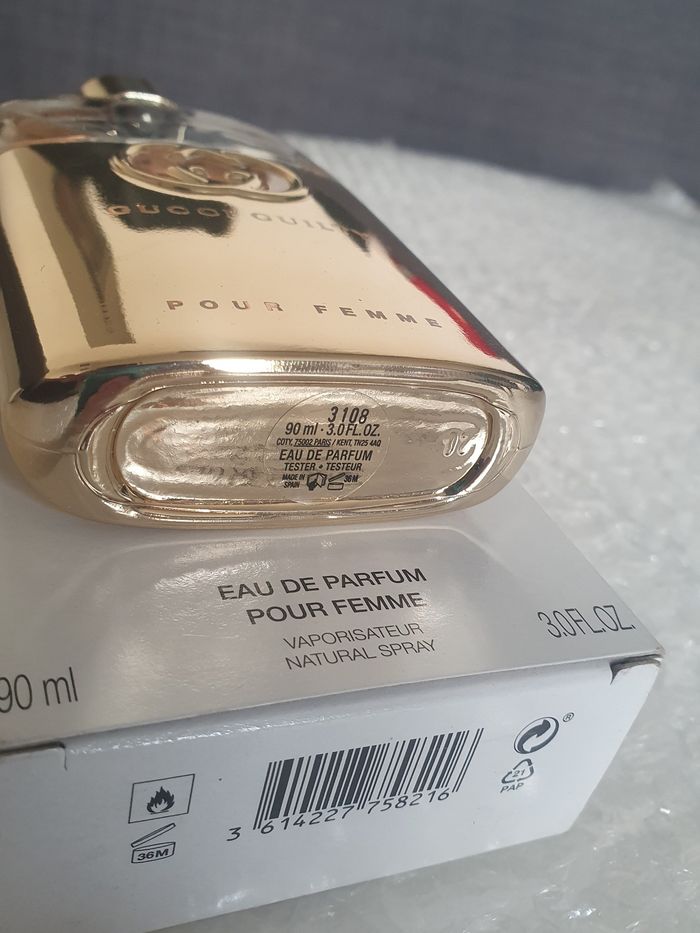 GUCCI GUILTY
POUR FEMME
3108
90 ml · 3.0 FL.OZ.
COTY, 75002 PARIS / KENT, TN25 4AQ
EAU DE PARFUM
TESTER • TESTEUR
MADE IN
SPAIN
36M
EAU DE PARFUM
POUR FEMME
VAPORISATEUR
NATURAL SPRAY
90 ml
3.0 FL.OZ.
36M
3 614227 758216
®
21
PAP